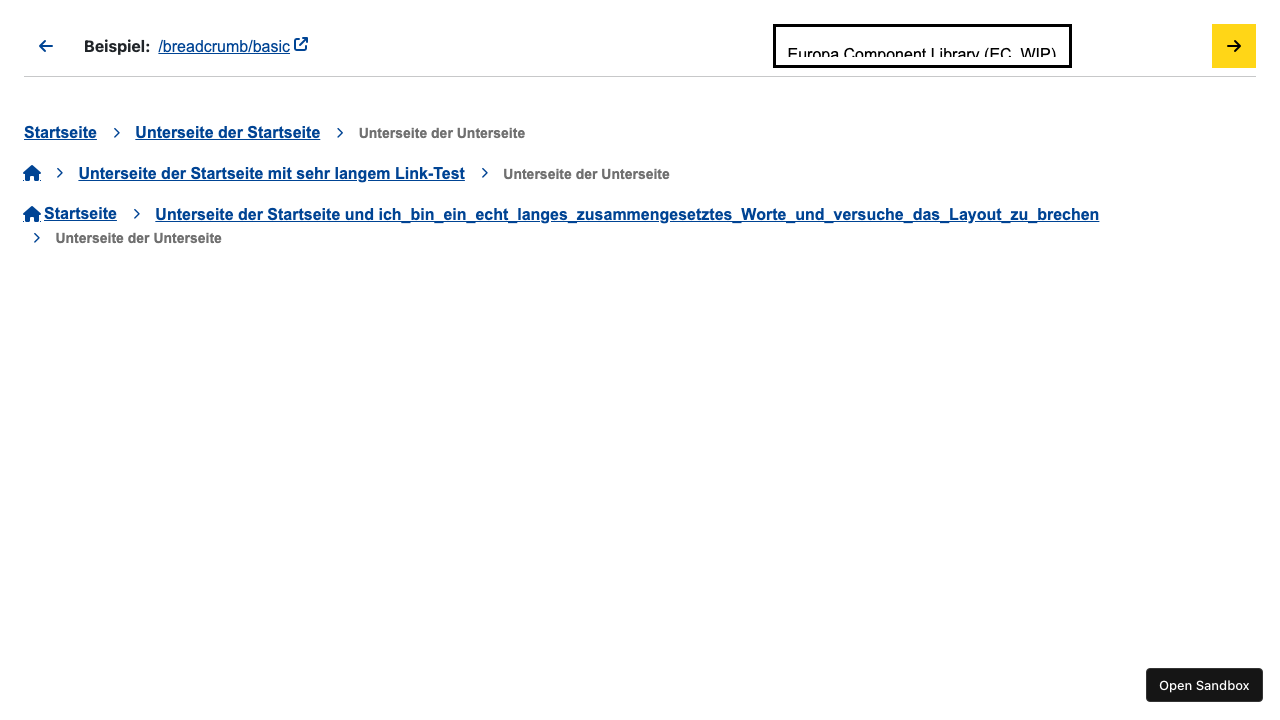 Beispiel: /breadcrumb/basic
Europa Component Library (EC, WIP)
Startseite Unterseite der Startseite Unterseite der Unterseite
Unterseite der Startseite mit sehr langem Link-Test Unterseite der Unterseite
Startseite Unterseite der Startseite und ich_bin_ein_echt_langes_zusammengesetztes_Worte_und_versuche_das_Layout_zu_brechen
Unterseite der Unterseite
Open Sandbox